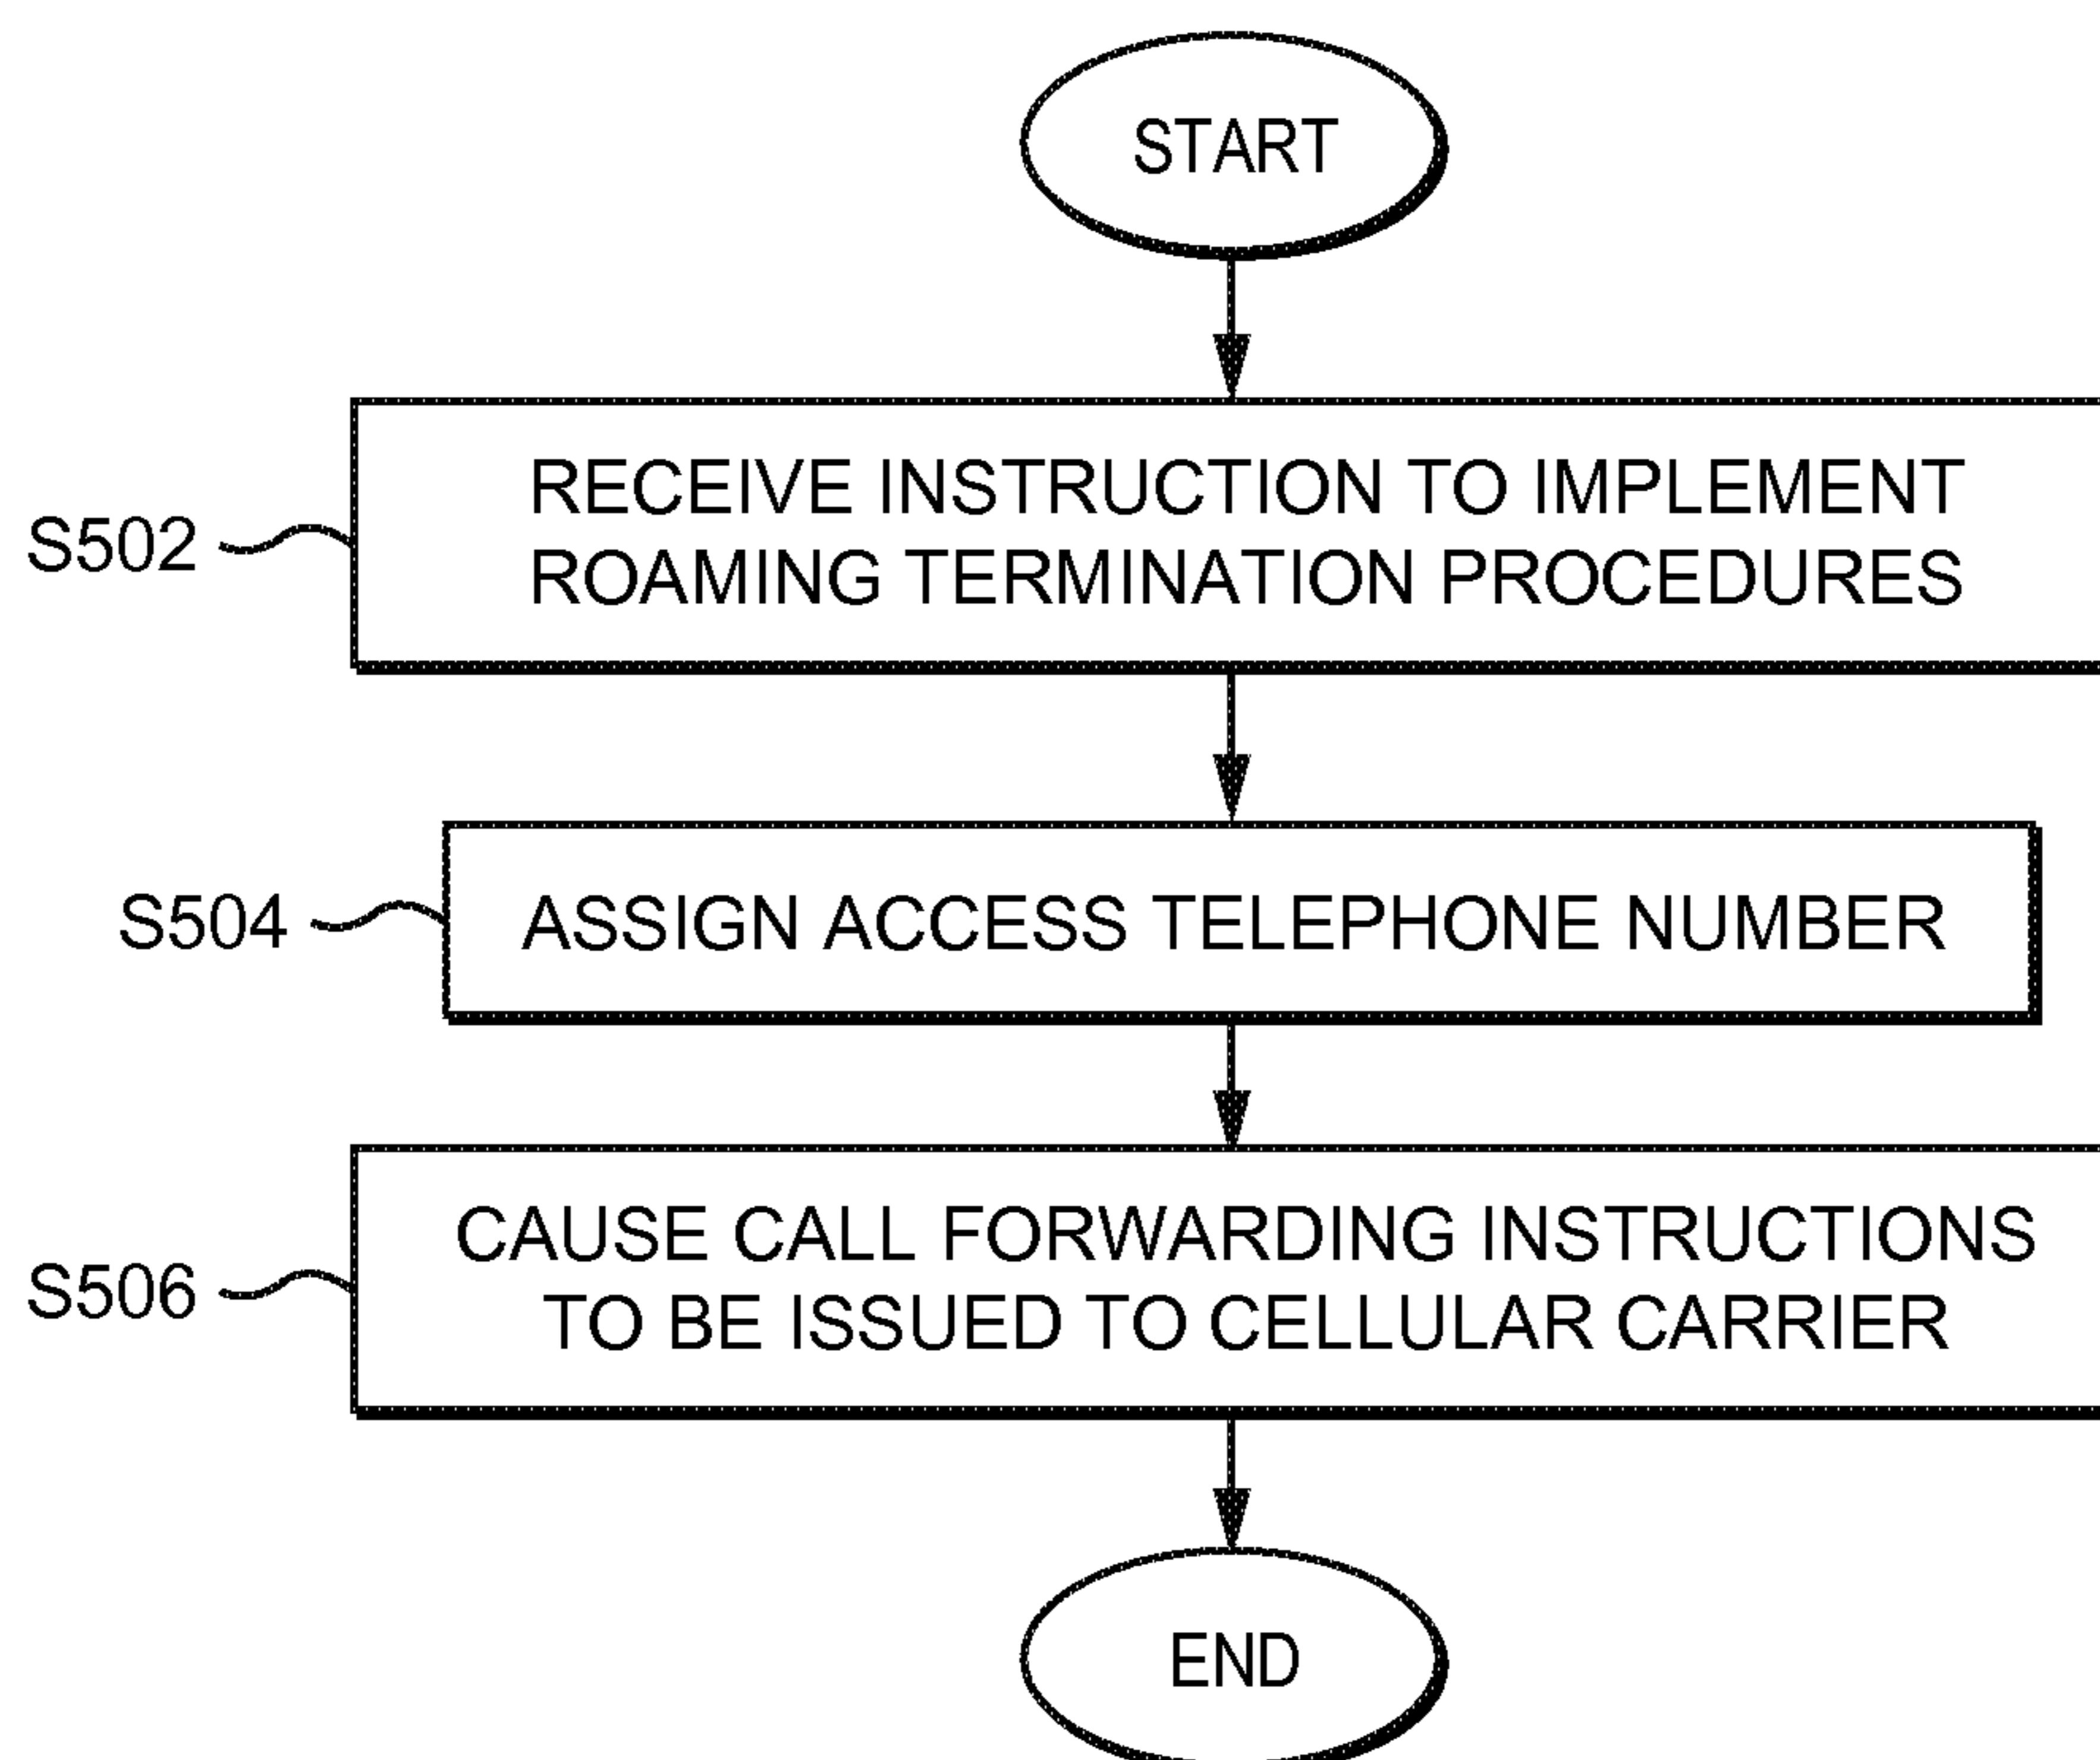 START
S502
RECEIVE INSTRUCTION TO IMPLEMENT
ROAMING TERMINATION PROCEDURES
S504
ASSIGN ACCESS TELEPHONE NUMBER
S506
CAUSE CALL FORWARDING INSTRUCTIONS
TO BE ISSUED TO CELLULAR CARRIER
END